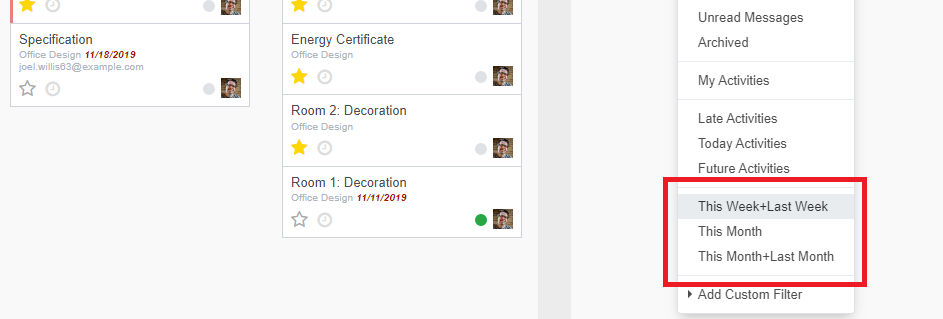 Specification
Office Design 11/18/2019
joel.willis63@example.com
Energy Certificate
Office Design
Room 2: Decoration
Office Design
Room 1: Decoration
Office Design 11/11/2019
Unread Messages
Archived
My Activities
Late Activities
Today Activities
Future Activities
This Week+Last Week
This Month
This Month+Last Month
Add Custom Filter